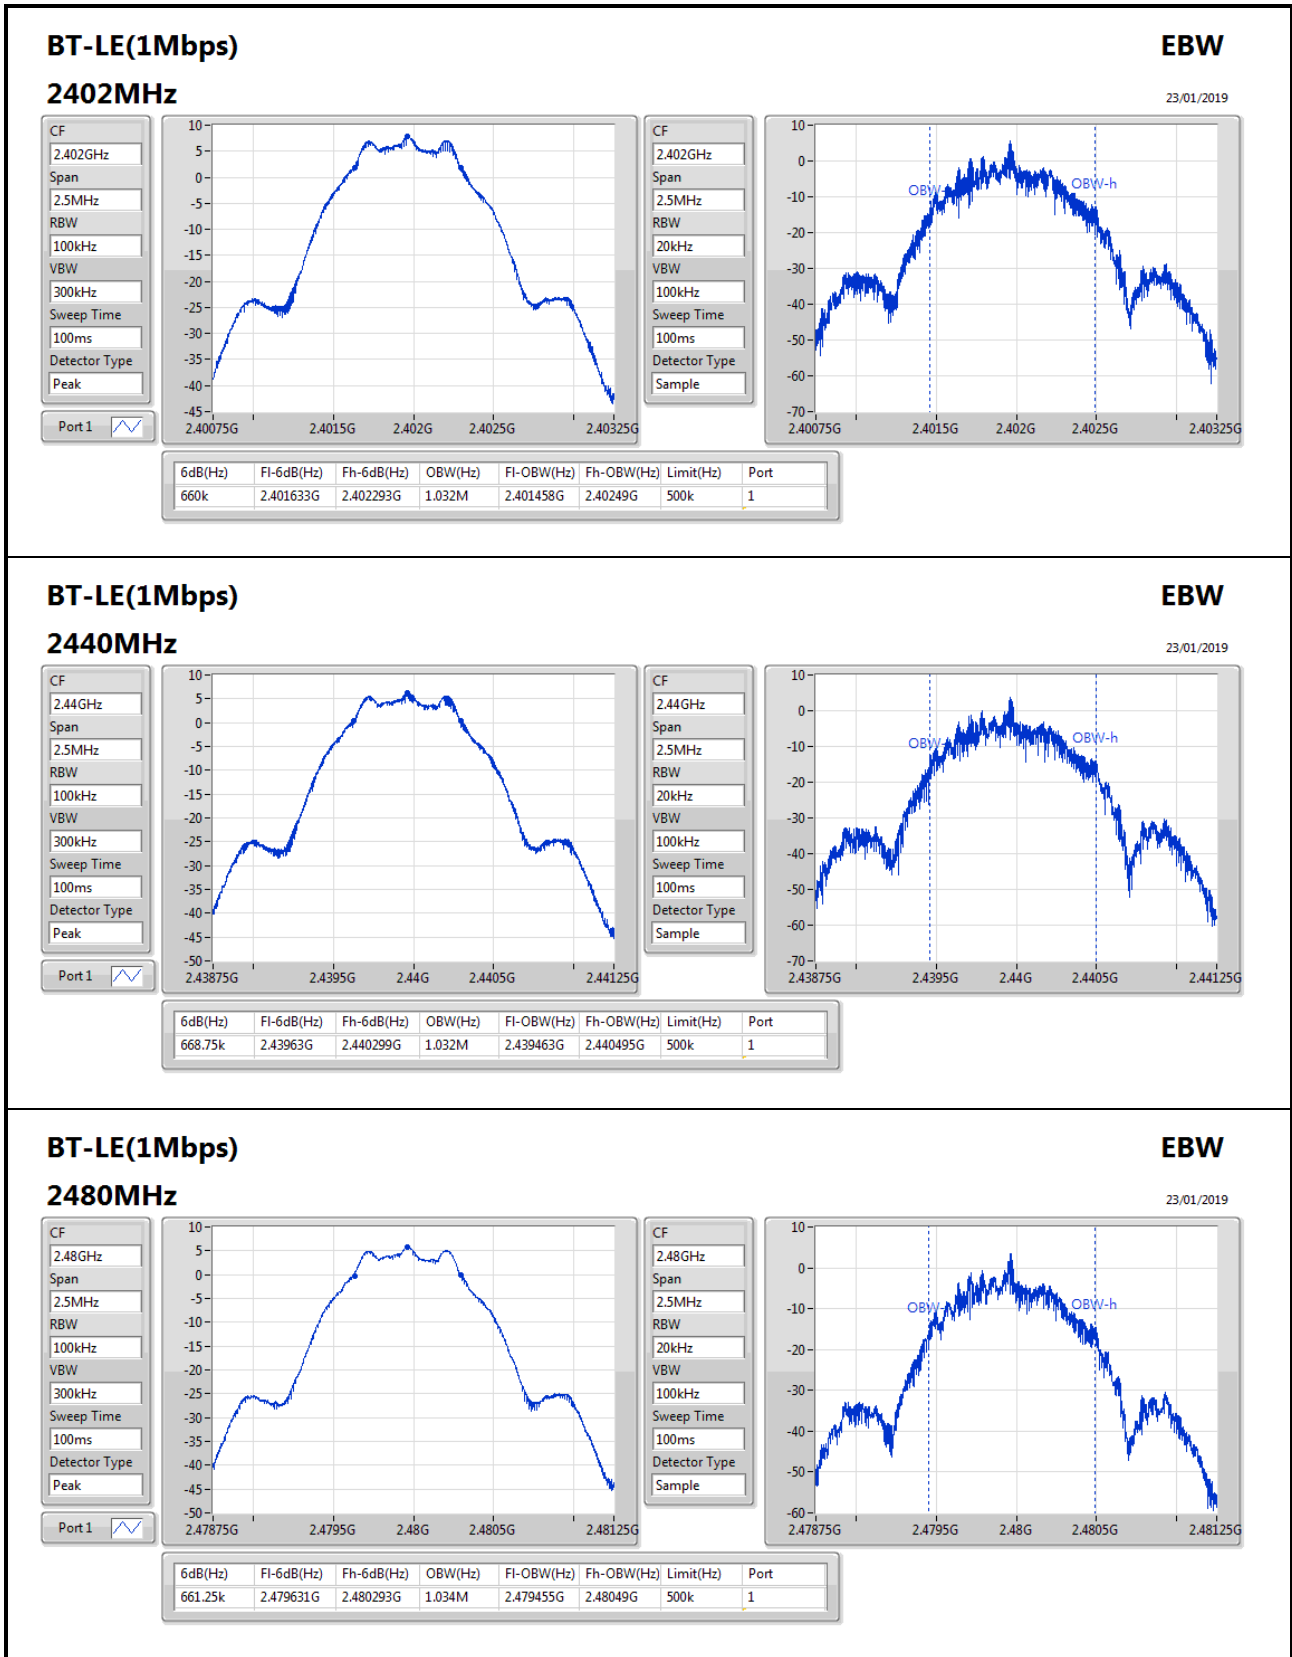 BT-LE(1Mbps) EBW
2402MHz 23/01/2019
CF
2.402GHz
Span
2.5MHz
RBW
100kHz
VBW
300kHz
Sweep Time
100ms
Detector Type
Peak
Port 1
10
5
0
-5
-10
-15
-20
-25
-30
-35
-40
-45
2.40075G 2.4015G 2.402G 2.4025G 2.40325G
CF
2.402GHz
Span
2.5MHz
RBW
20kHz
VBW
100kHz
Sweep Time
100ms
Detector Type
Sample
10
0
-10
-20
-30
-40
-50
-60
-70
OBW- OBW-h
2.40075G 2.4015G 2.402G 2.4025G 2.40325G
6dB(Hz) Fl-6dB(Hz) Fh-6dB(Hz) OBW(Hz) Fl-OBW(Hz) Fh-OBW(Hz) Limit(Hz) Port
660k 2.401633G 2.402293G 1.032M 2.401458G 2.40249G 500k 1
BT-LE(1Mbps) EBW
2440MHz 23/01/2019
CF
2.44GHz
Span
2.5MHz
RBW
100kHz
VBW
300kHz
Sweep Time
100ms
Detector Type
Peak
Port 1
10
5
0
-5
-10
-15
-20
-25
-30
-35
-40
-45
-50
2.43875G 2.4395G 2.44G 2.4405G 2.44125G
CF
2.44GHz
Span
2.5MHz
RBW
20kHz
VBW
100kHz
Sweep Time
100ms
Detector Type
Sample
10
0
-10
-20
-30
-40
-50
-60
-70
OBW- OBW-h
2.43875G 2.4395G 2.44G 2.4405G 2.44125G
6dB(Hz) Fl-6dB(Hz) Fh-6dB(Hz) OBW(Hz) Fl-OBW(Hz) Fh-OBW(Hz) Limit(Hz) Port
668.75k 2.43963G 2.440299G 1.032M 2.439463G 2.440495G 500k 1
BT-LE(1Mbps) EBW
2480MHz 23/01/2019
CF
2.48GHz
Span
2.5MHz
RBW
100kHz
VBW
300kHz
Sweep Time
100ms
Detector Type
Peak
Port 1
10
5
0
-5
-10
-15
-20
-25
-30
-35
-40
-45
-50
2.47875G 2.4795G 2.48G 2.4805G 2.48125G
CF
2.48GHz
Span
2.5MHz
RBW
20kHz
VBW
100kHz
Sweep Time
100ms
Detector Type
Sample
10
0
-10
-20
-30
-40
-50
-60
OBW- OBW-h
2.47875G 2.4795G 2.48G 2.4805G 2.48125G
6dB(Hz) Fl-6dB(Hz) Fh-6dB(Hz) OBW(Hz) Fl-OBW(Hz) Fh-OBW(Hz) Limit(Hz) Port
661.25k 2.479631G 2.480293G 1.034M 2.479455G 2.48049G 500k 1